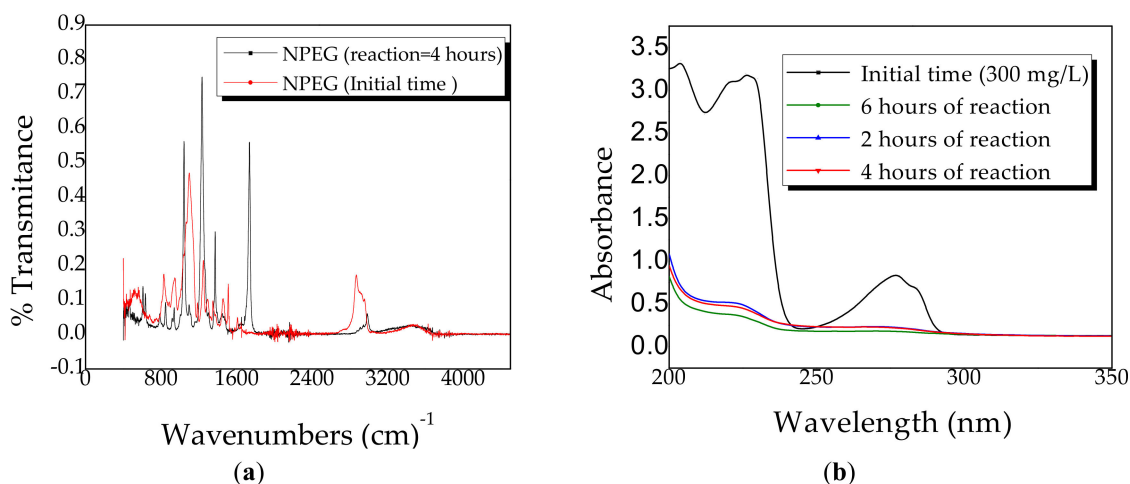 0.9
0.8
0.7
0.6
0.5
0.4
0.3
0.2
0.1
0.0
-0.1
% Transmitance
NPEG (reaction=4 hours)
NPEG (Initial time )
0 800 1600 2400 3200 4000
Wavenumbers (cm)-1
(a)
3.5
3.0
2.5
2.0
1.5
1.0
0.5
0.0
Absorbance
Initial time (300 mg/L)
6 hours of reaction
2 hours of reaction
4 hours of reaction
200 250 300 350
Wavelength (nm)
(b)